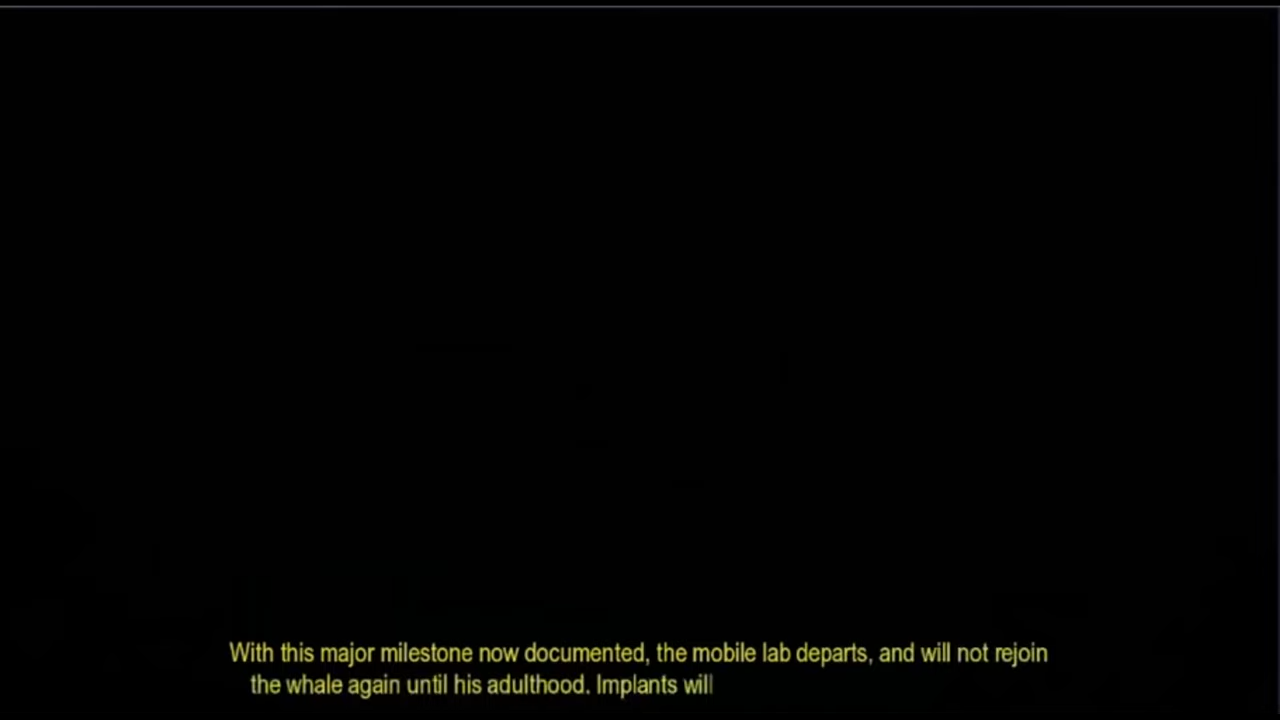 With this major milestone now documented, the mobile lab departs, and will not rejoin
the whale again until his adulthood. Implants will